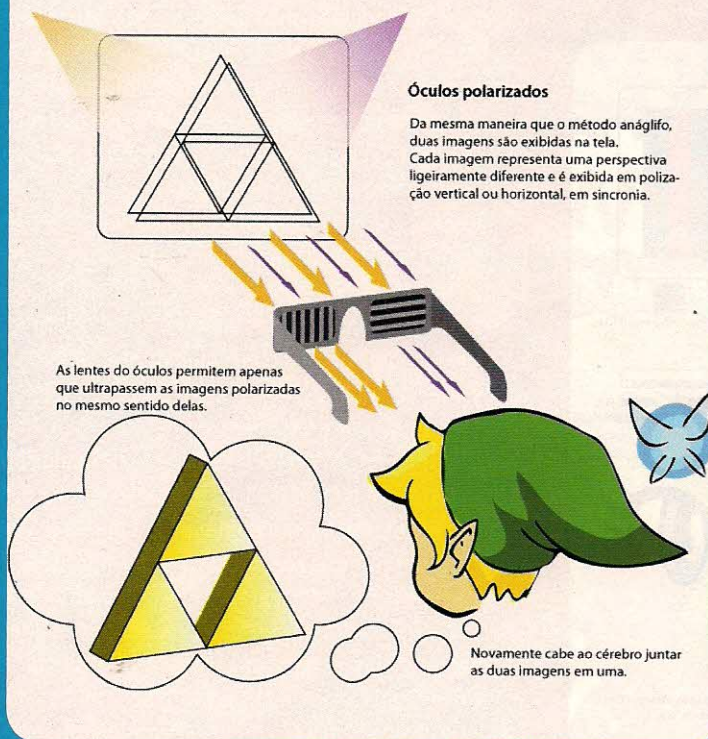 Óculos polarizados
Da mesma maneira que o método anáglifo,
duas imagens são exibidas na tela.
Cada imagem representa uma perspectiva
ligeiramente diferente e é exibida em poliza-
ção vertical ou horizontal, em sincronia.
As lentes do óculos permitem apenas
que ultrapassem as imagens polarizadas
no mesmo sentido delas.
Novamente cabe ao cérebro juntar
as duas imagens em uma.